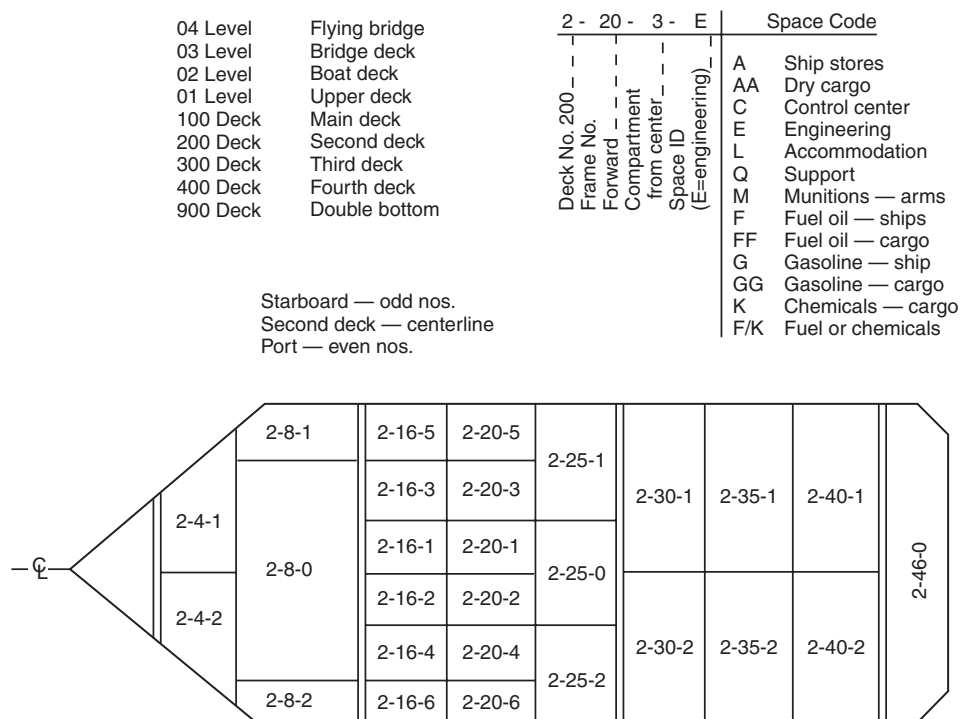 04 Level Flying bridge
03 Level Bridge deck
02 Level Boat deck
01 Level Upper deck
100 Deck Main deck
200 Deck Second deck
300 Deck Third deck
400 Deck Fourth deck
900 Deck Double bottom
2 - 20 - 3 - E
Deck No. 200
Frame No.
Forward
Compartment
from center
Space ID
(E=engineering)
Space Code
A Ship stores
AA Dry cargo
C Control center
E Engineering
L Accommodation
Q Support
M Munitions — arms
F Fuel oil — ships
FF Fuel oil — cargo
G Gasoline — ship
GG Gasoline — cargo
K Chemicals — cargo
F/K Fuel or chemicals
Starboard — odd nos.
Second deck — centerline
Port — even nos.
2-8-1 2-16-5 2-20-5
2-25-1
2-16-3 2-20-3
2-30-1 2-35-1 2-40-1
2-4-1
2-16-1 2-20-1
℄ 2-8-0 2-25-0 2-46-0
2-16-2 2-20-2
2-4-2
2-30-2 2-35-2 2-40-2
2-16-4 2-20-4
2-25-2
2-8-2 2-16-6 2-20-6